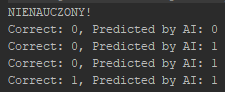 NIENAUCZONY!
Correct: 0, Predicted by AI: 0
Correct: 0, Predicted by AI: 1
Correct: 0, Predicted by AI: 1
Correct: 1, Predicted by AI: 1